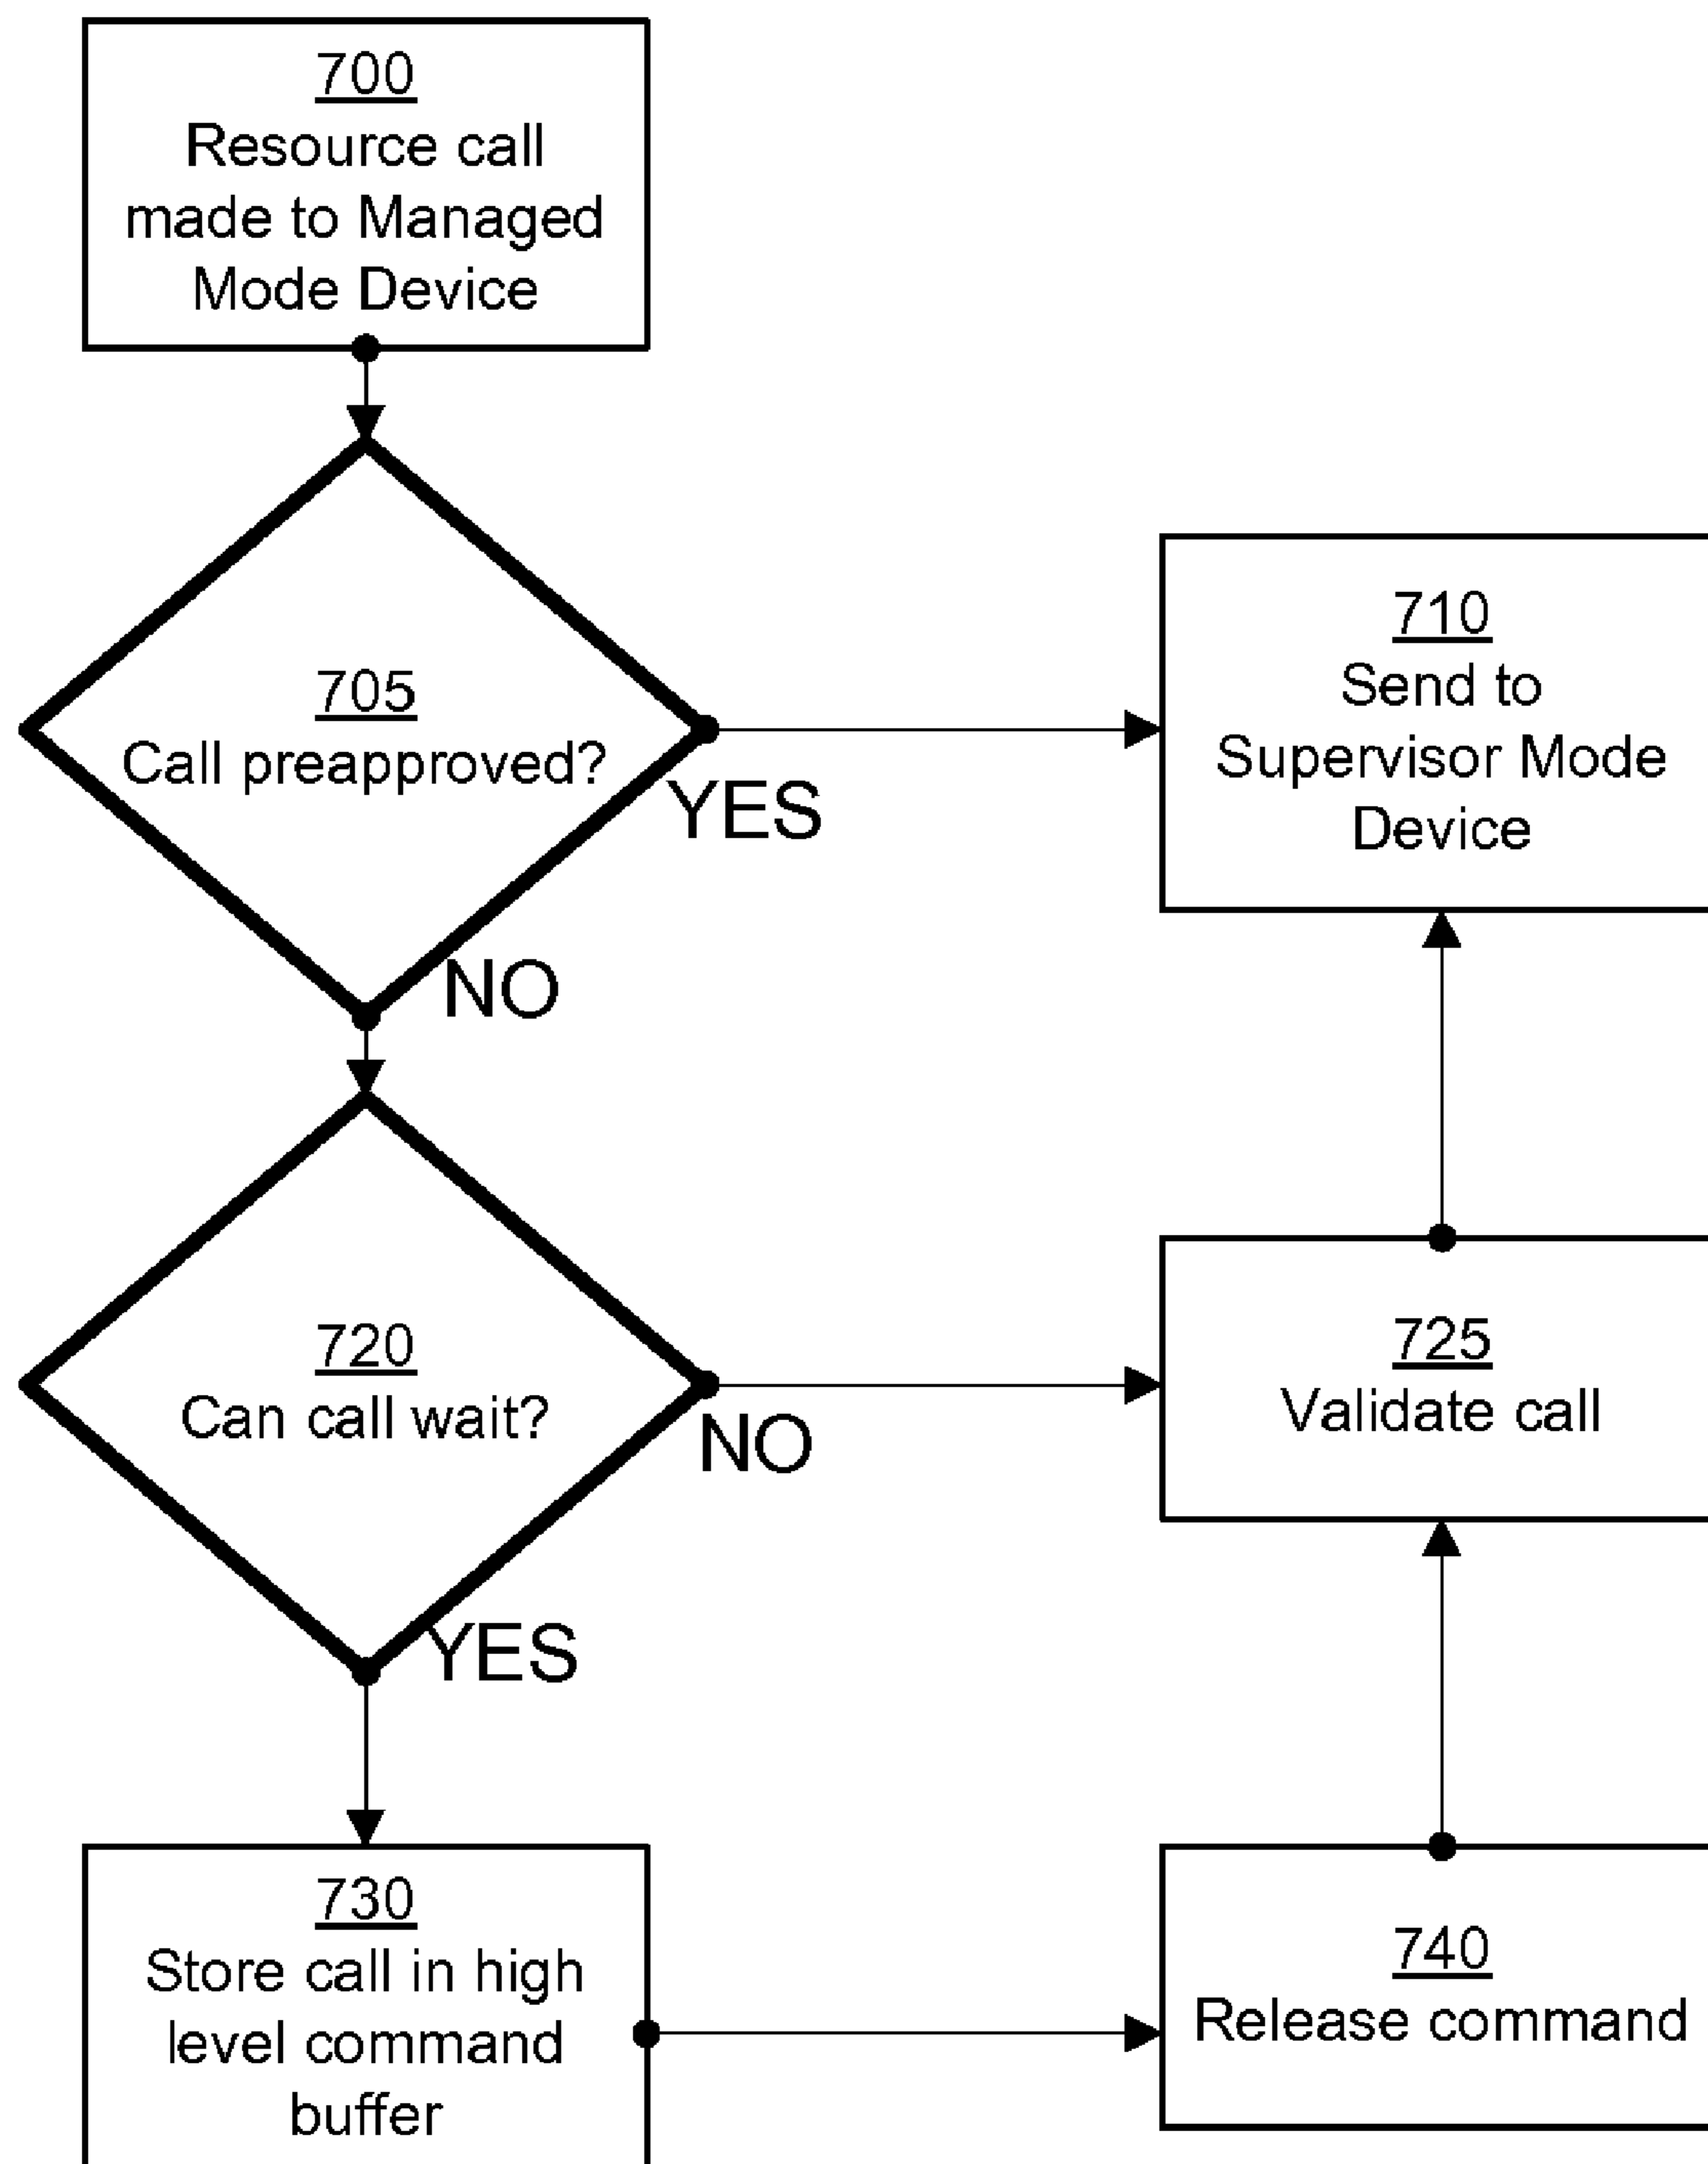 700
Resource call
made to Managed
Mode Device
705
Call preapproved?
YES
NO
710
Send to
Supervisor Mode
Device
720
Can call wait?
NO
YES
725
Validate call
730
Store call in high
level command
buffer
740
Release command